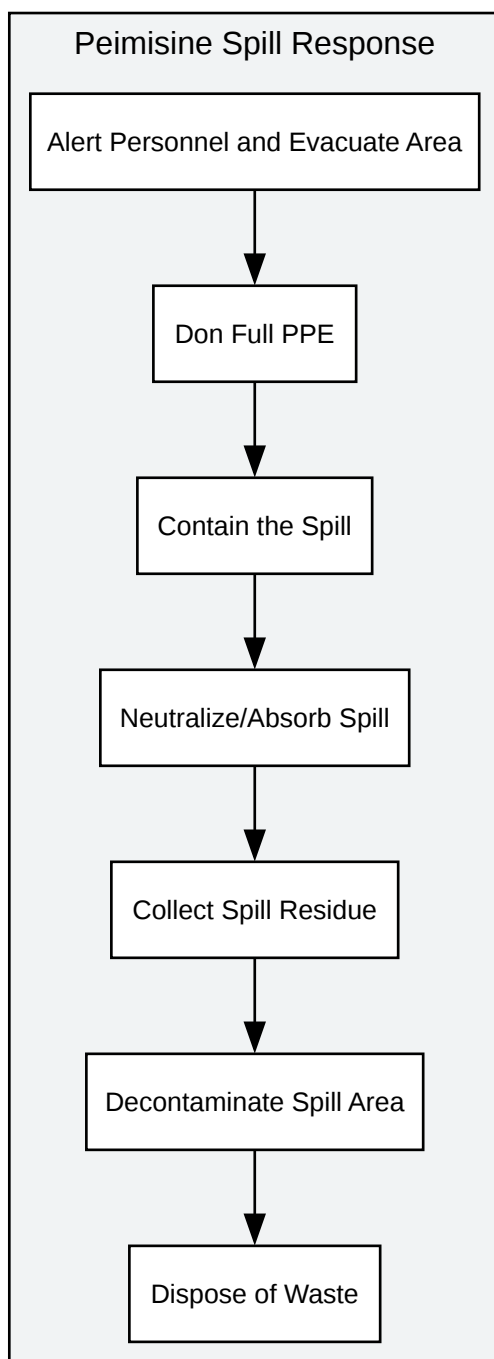 Peimisine Spill Response
Alert Personnel and Evacuate Area
Don Full PPE
Contain the Spill
Neutralize/Absorb Spill
Collect Spill Residue
Decontaminate Spill Area
Dispose of Waste